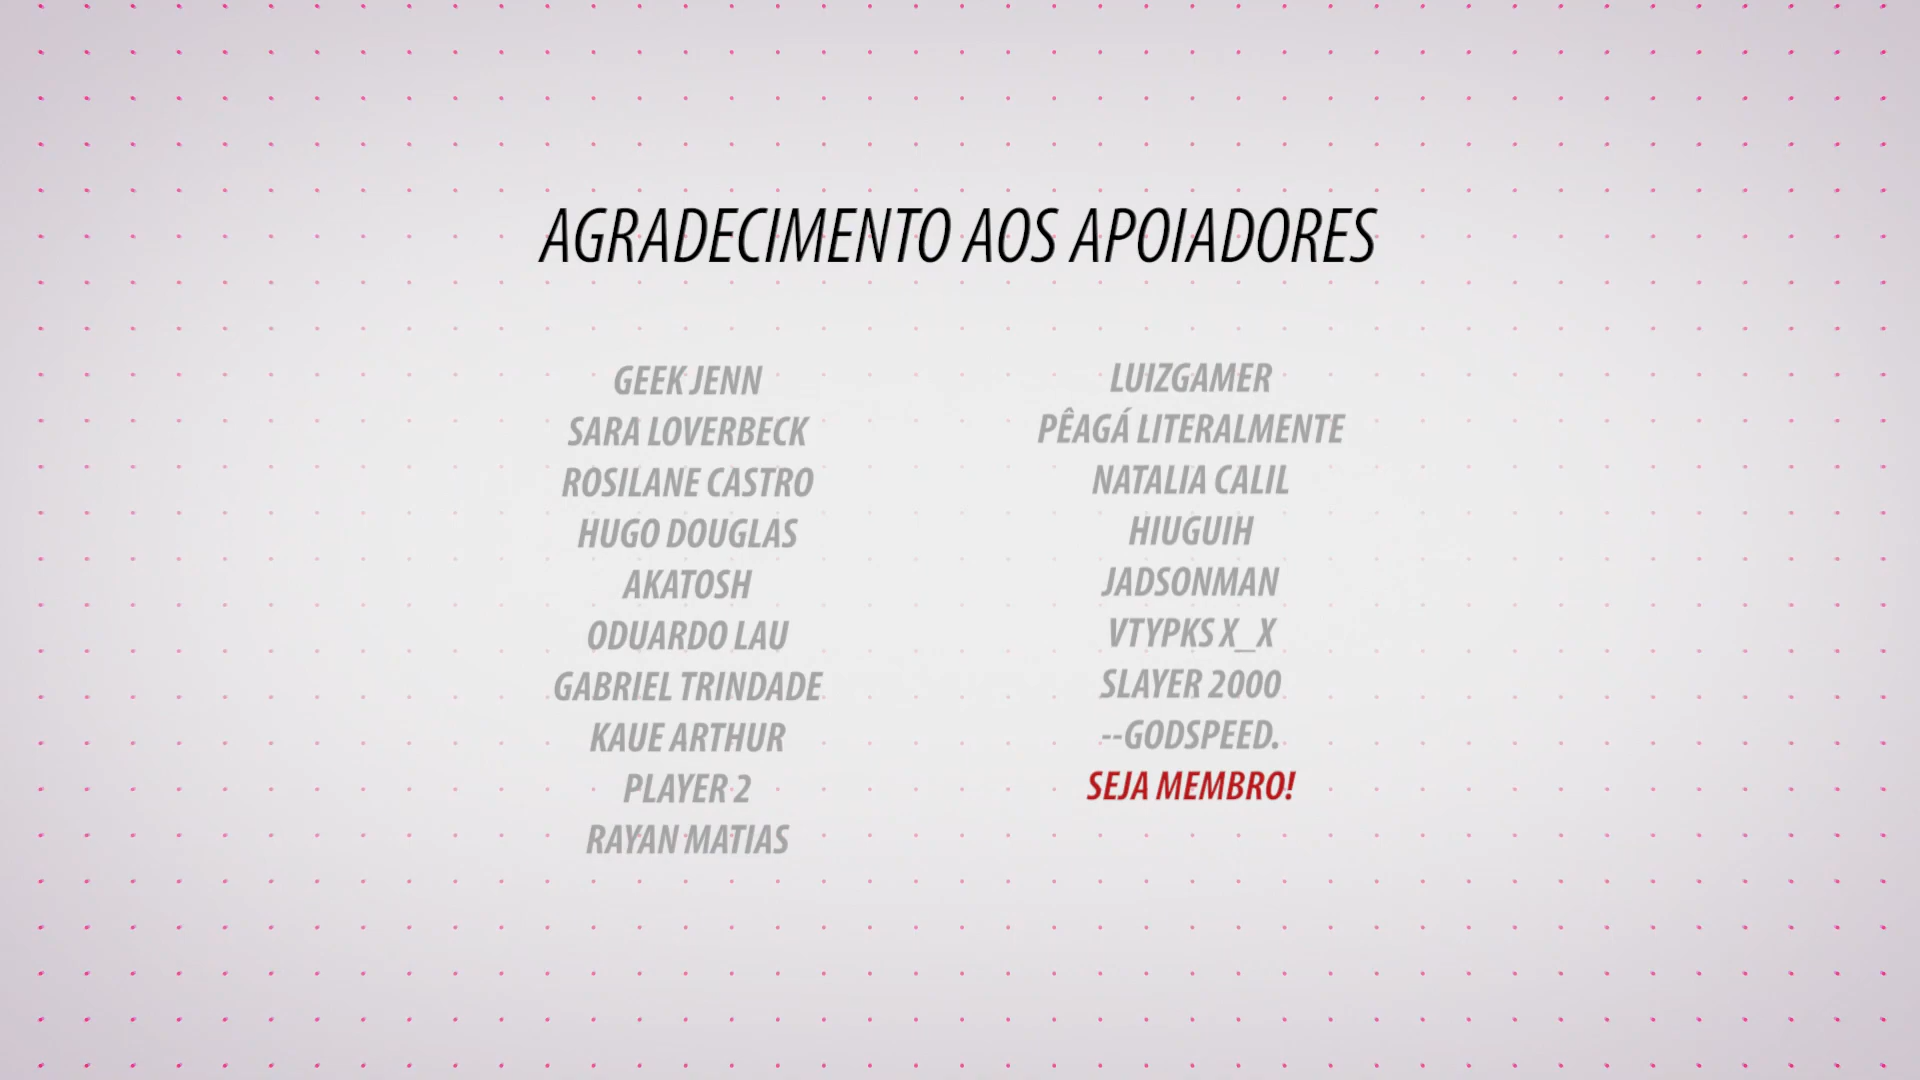 AGRADECIMENTO AOS APOIADORES
GEEK JENN
SARA LOVERBECK
ROSILANE CASTRO
HUGO DOUGLAS
AKATOSH
ODUARDO LAU
GABRIEL TRINDADE
KAUE ARTHUR
PLAYER 2
RAYAN MATIAS
LUIZGAMER
PÊAGÁ LITERALMENTE
NATALIA CALIL
HIUGUIH
JADSONMAN
VTYPKS X_X
SLAYER 2000
--GODSPEED.
SEJA MEMBRO!